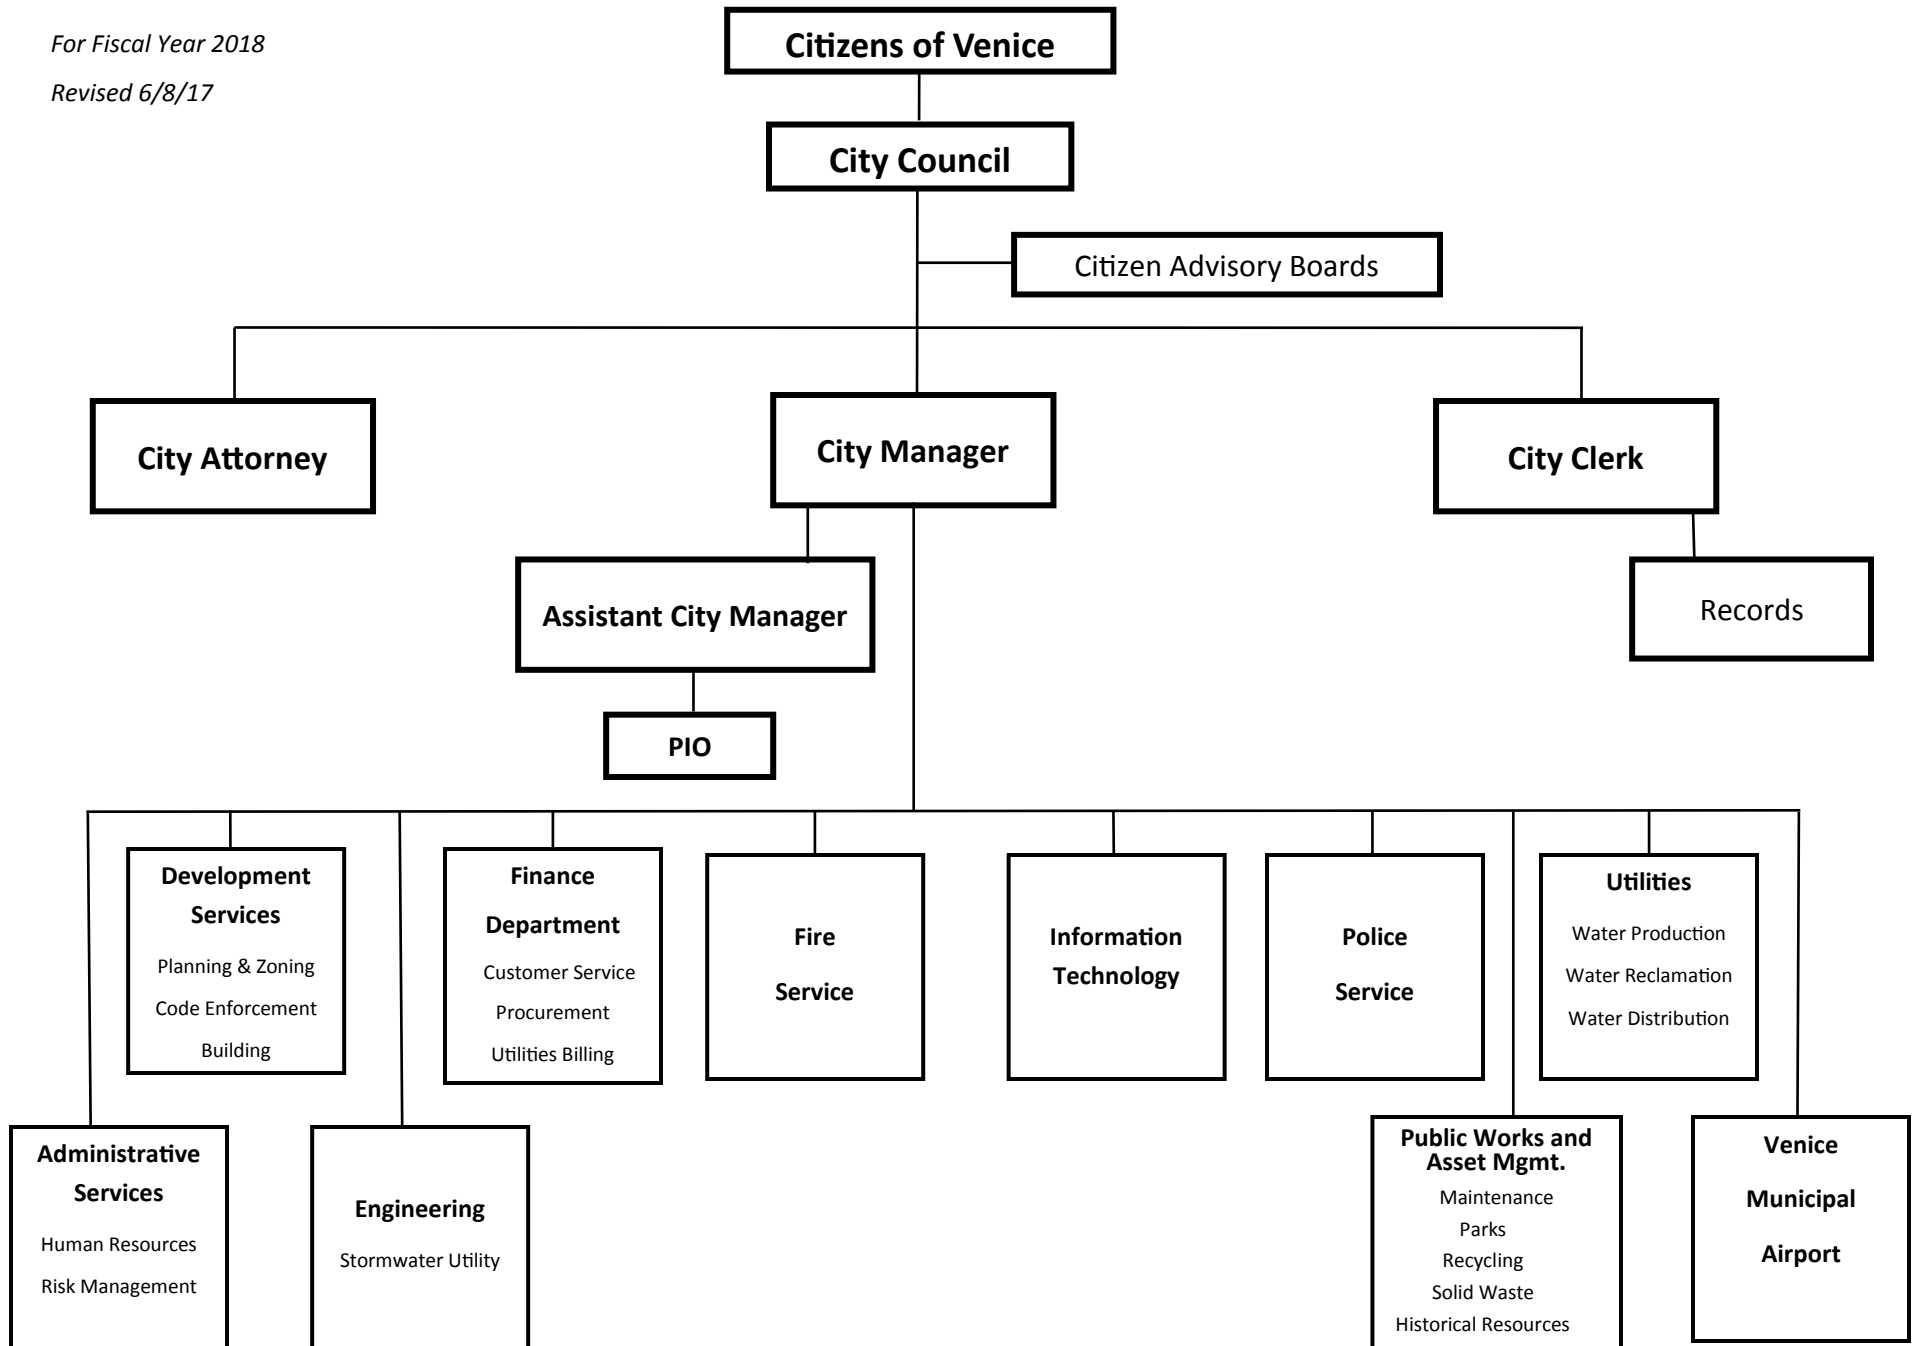 For Fiscal Year 2018
Revised 6/8/17
Citizens of Venice
City Council
Citizen Advisory Boards
City Attorney
City Manager
City Clerk
Assistant City Manager
Records
PIO
Development
Services
Planning & Zoning
Code Enforcement
Building
Finance
Department
Customer Service
Procurement
Utilities Billing
Fire
Service
Information
Technology
Police
Service
Utilities
Water Production
Water Reclamation
Water Distribution
Administrative
Services
Human Resources
Risk Management
Engineering
Stormwater Utility
Public Works and
Asset Mgmt.
Maintenance
Parks
Recycling
Solid Waste
Historical Resources
Venice
Municipal
Airport